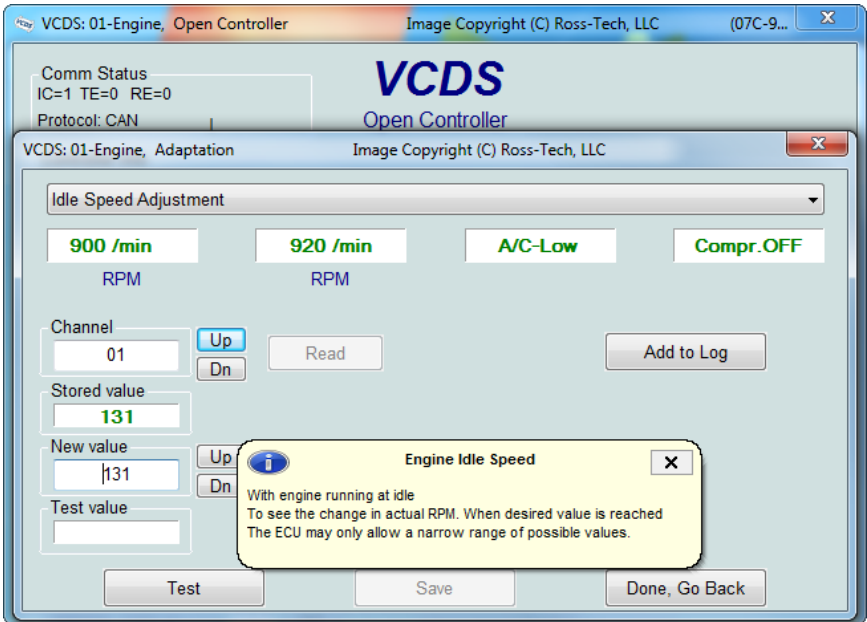 VCDS
VCDS: 01-Engine, Open Controller Image Copyright (C) Ross-Tech, LLC (07C-9...
Comm Status
IC=1 TE=0 RE=0
Protocol: CAN
VCDS
Open Controller
VCDS: 01-Engine, Adaptation Image Copyright (C) Ross-Tech, LLC
Idle Speed Adjustment
900 /min 920 /min A/C-Low Compr.OFF
RPM RPM
Channel
01
Up
Dn
Read
Add to Log
Stored value
131
New value
131
Up
Dn
Test value
Engine Idle Speed
With engine running at idle
To see the change in actual RPM. When desired value is reached
The ECU may only allow a narrow range of possible values.
Test Save Done, Go Back